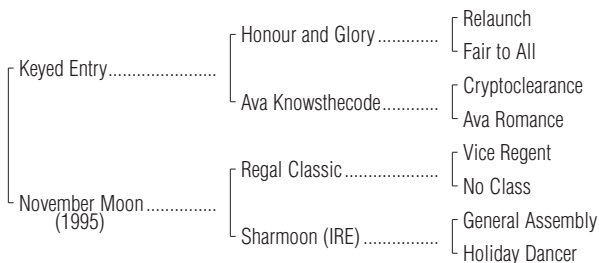 Relaunch
Honour and Glory.............
Fair to All
Keyed Entry.......................
Cryptoclearance
Ava Knowsthecode............
Ava Romance
Vice Regent
Regal Classic....................
No Class
November Moon...............
(1995)
General Assembly
Sharmoon (IRE)................
Holiday Dancer